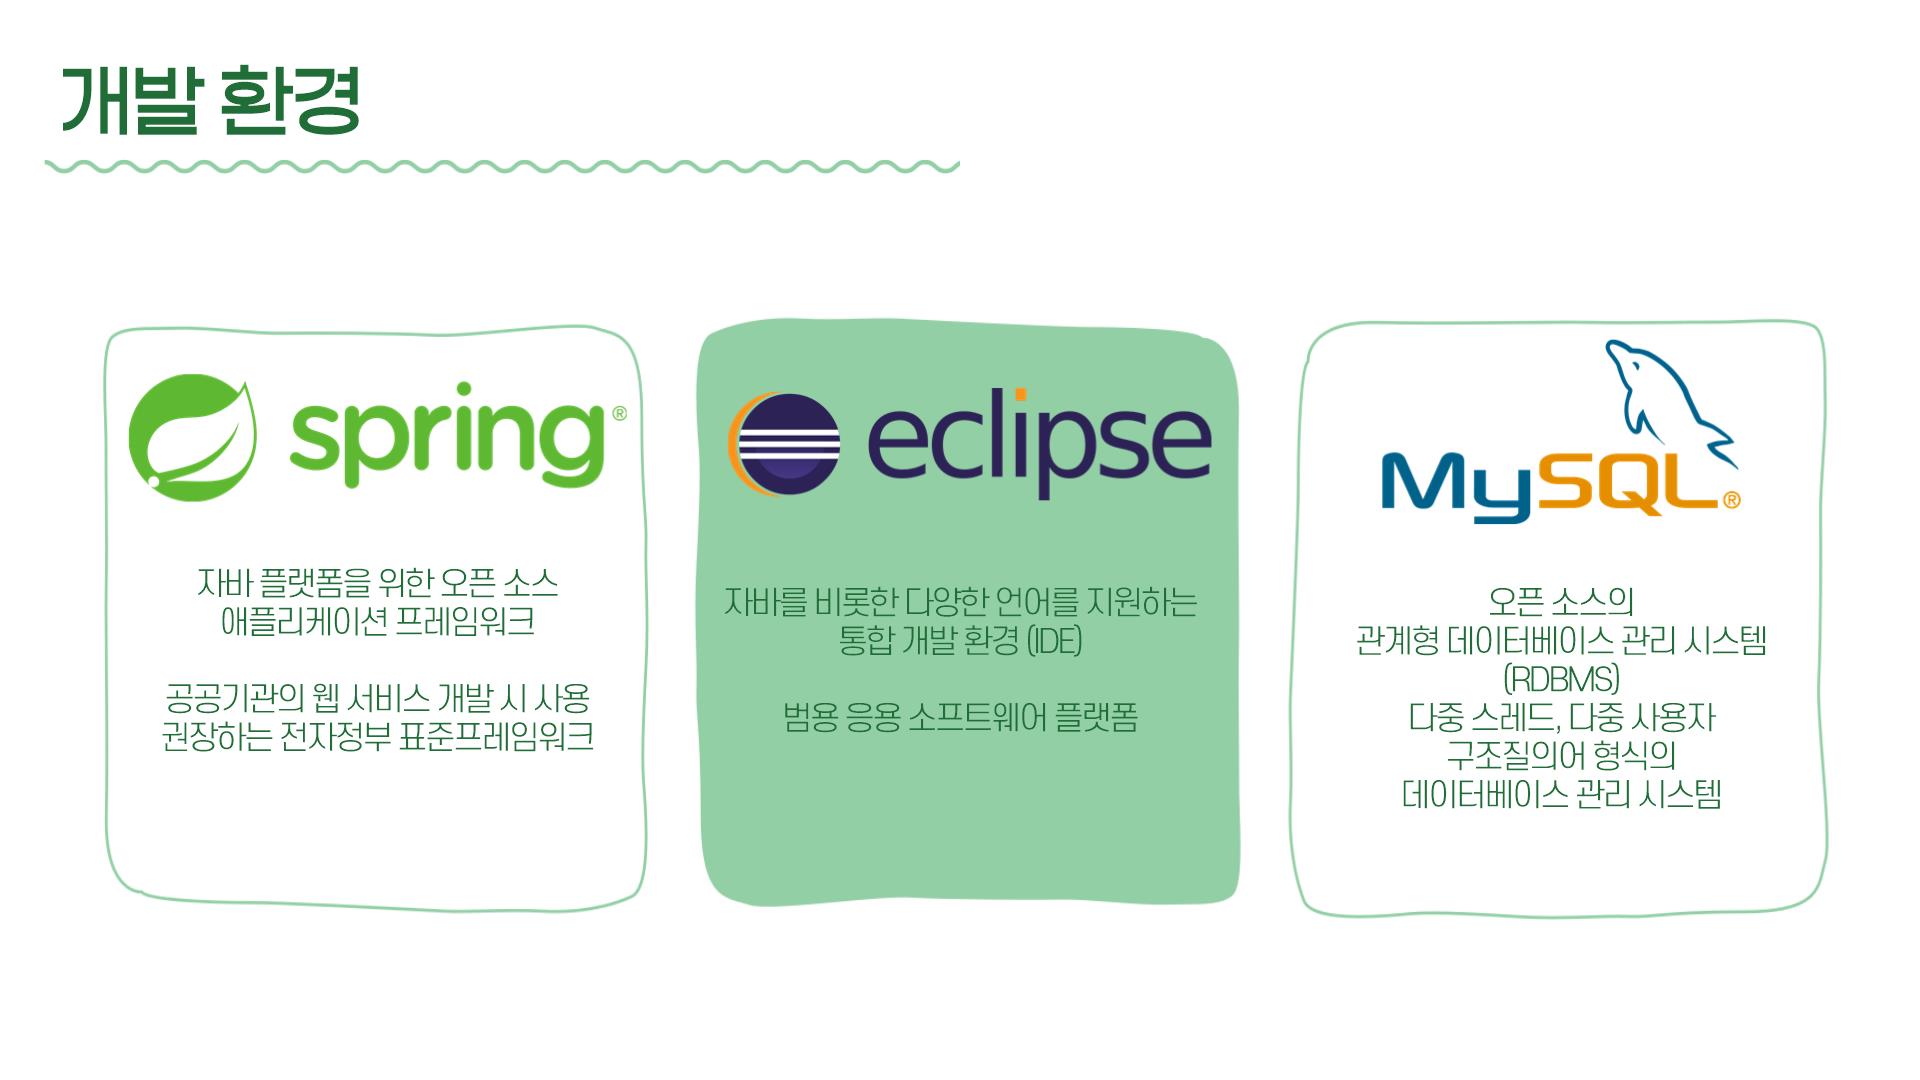 개발 환경
spring®
자바 플랫폼을 위한 오픈 소스
애플리케이션 프레임워크
공공기관의 웹 서비스 개발 시 사용
권장하는 전자정부 표준프레임워크
eclipse
자바를 비롯한 다양한 언어를 지원하는
통합 개발 환경 (IDE)
범용 응용 소프트웨어 플랫폼
MySQL®
오픈 소스의
관계형 데이터베이스 관리 시스템
(RDBMS)
다중 스레드, 다중 사용자
구조질의어 형식의
데이터베이스 관리 시스템